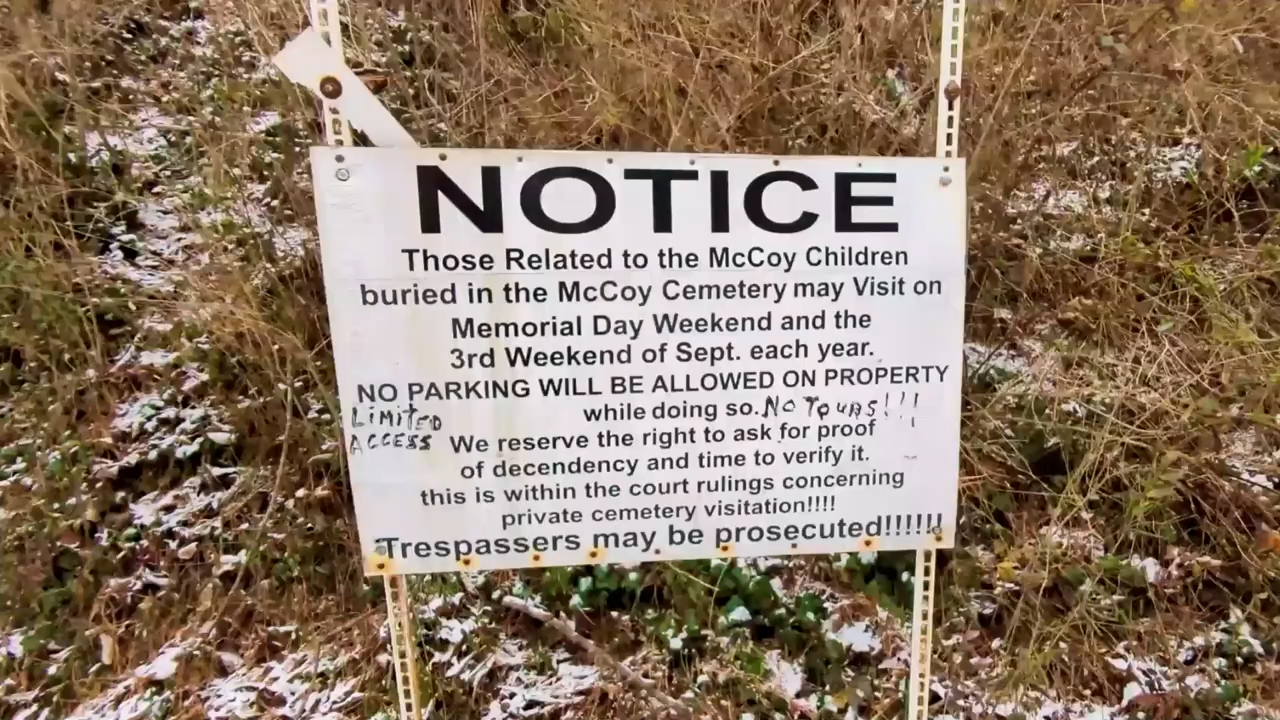 NOTICE
Those Related to the McCoy Children
buried in the McCoy Cemetery may Visit on
Memorial Day Weekend and the
3rd Weekend of Sept. each year.
NO PARKING WILL BE ALLOWED ON PROPERTY
while doing so. NO TOURS!!!
LIMITED
ACCESS
We reserve the right to ask for proof
of decendency and time to verify it.
this is within the court rulings concerning
private cemetery visitation!!!!
Trespassers may be prosecuted!!!!!!